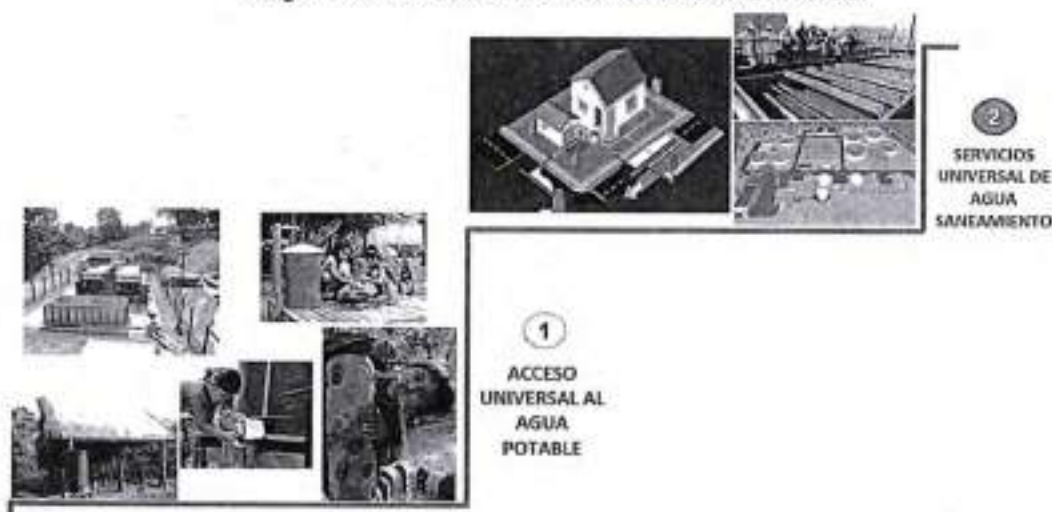 2
SERVICIOS
UNIVERSAL DE
AGUA
SANEAMIENTO
1
ACCESO
UNIVERSAL AL
AGUA
POTABLE